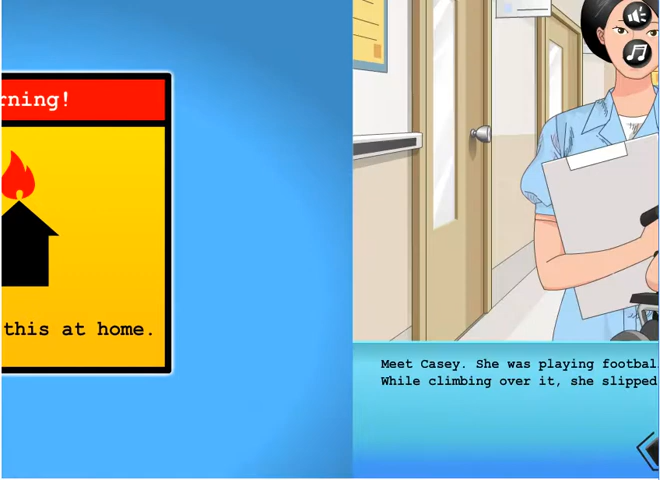 rning!
this at home.
Meet Casey. She was playing footbal
While climbing over it, she slipped